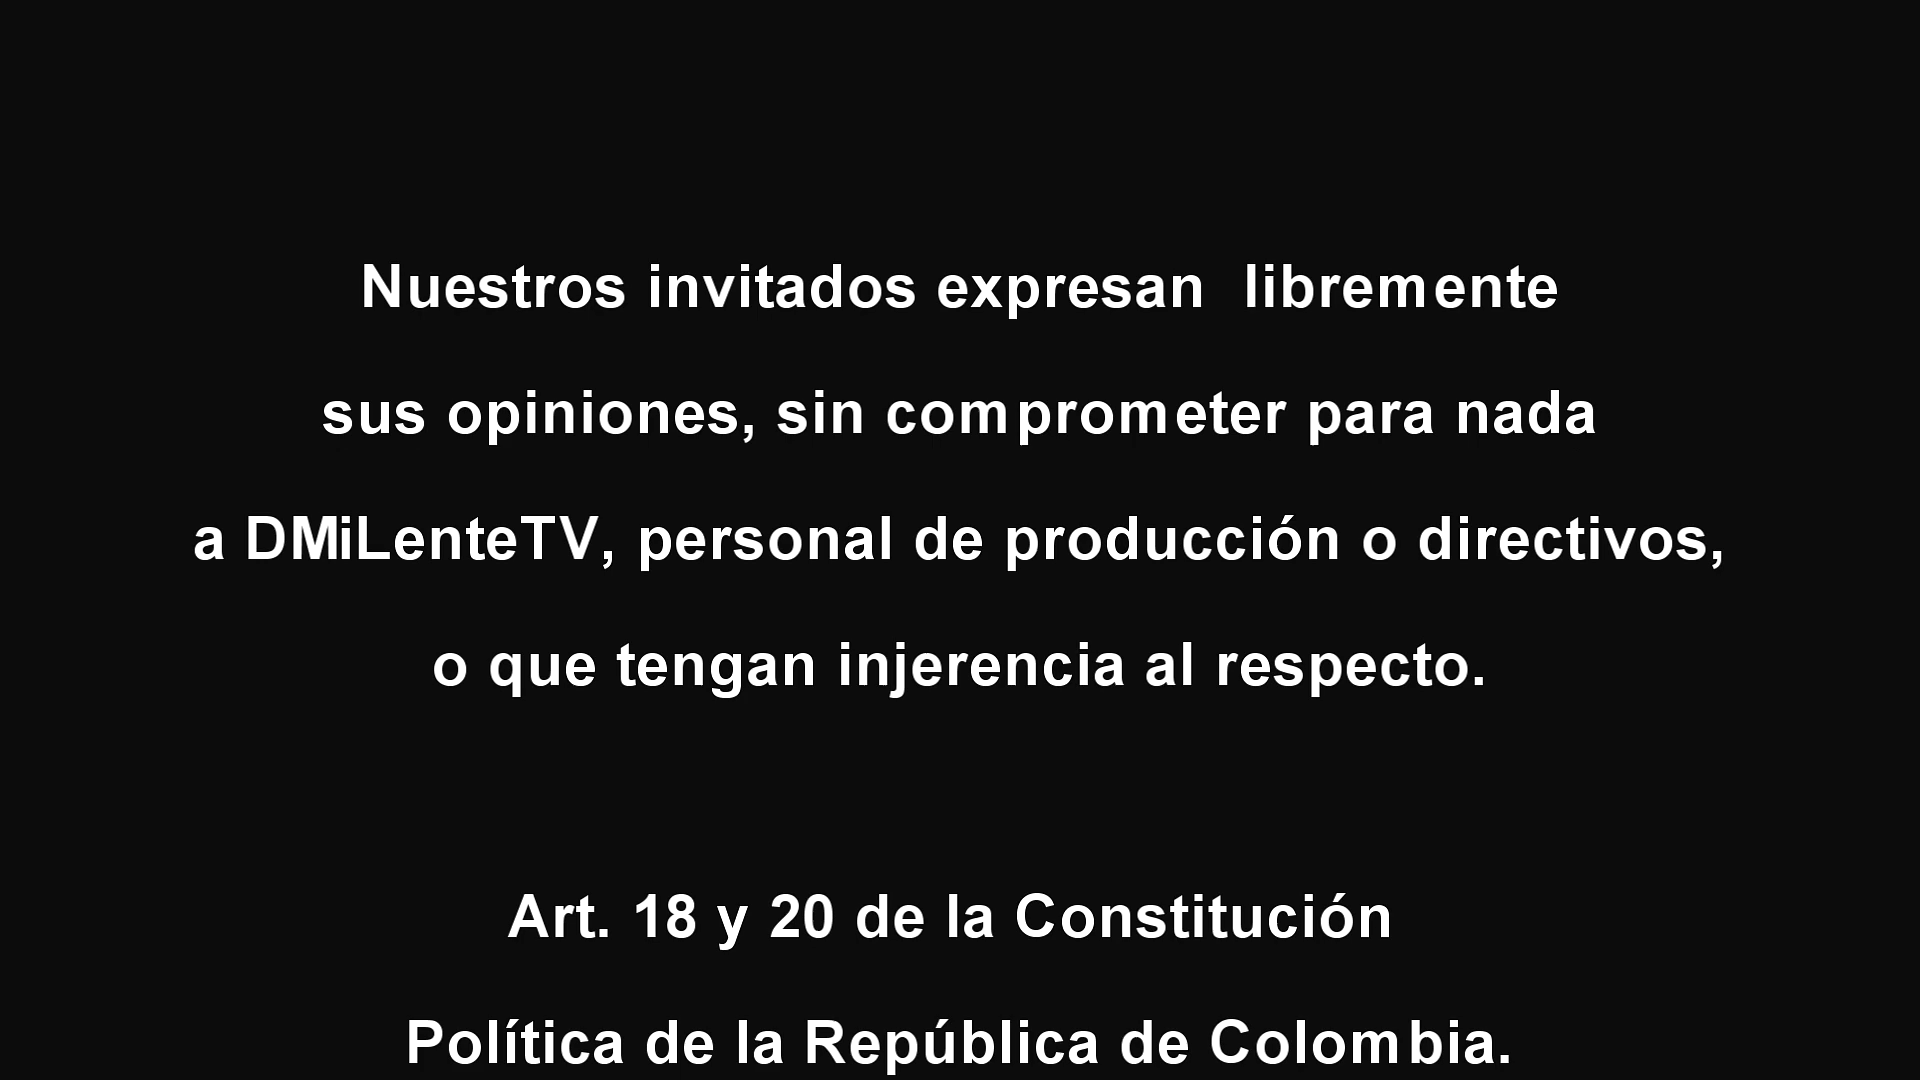 Nuestros invitados expresan  libremente
sus opiniones, sin comprometer para nada
a DMiLenteTV, personal de producción o directivos,
o que tengan injerencia al respecto.
Art. 18 y 20 de la Constitución
Política de la República de Colombia.